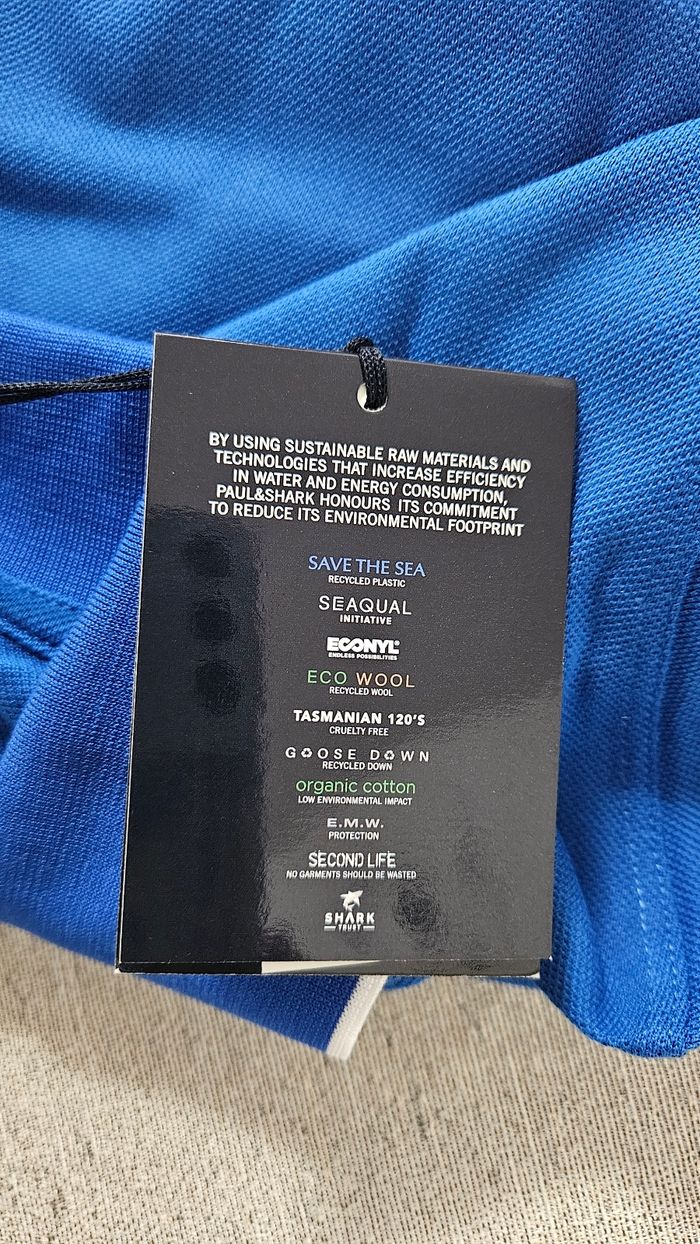 BY USING SUSTAINABLE RAW MATERIALS AND
TECHNOLOGIES THAT INCREASE EFFICIENCY
IN WATER AND ENERGY CONSUMPTION,
PAUL&SHARK HONOURS ITS COMMITMENT
TO REDUCE ITS ENVIRONMENTAL FOOTPRINT
SAVE THE SEA
RECYCLED PLASTIC
SEAQUAL
INITIATIVE
ECONYL®
ENDLESS POSSIBILITIES
ECO WOOL
RECYCLED WOOL
TASMANIAN 120'S
CRUELTY FREE
GOOSE DOWN
RECYCLED DOWN
organic cotton
LOW ENVIRONMENTAL IMPACT
E.M.W.
PROTECTION
SECOND LIFE
NO GARMENTS SHOULD BE WASTED
SHARK
TRUST